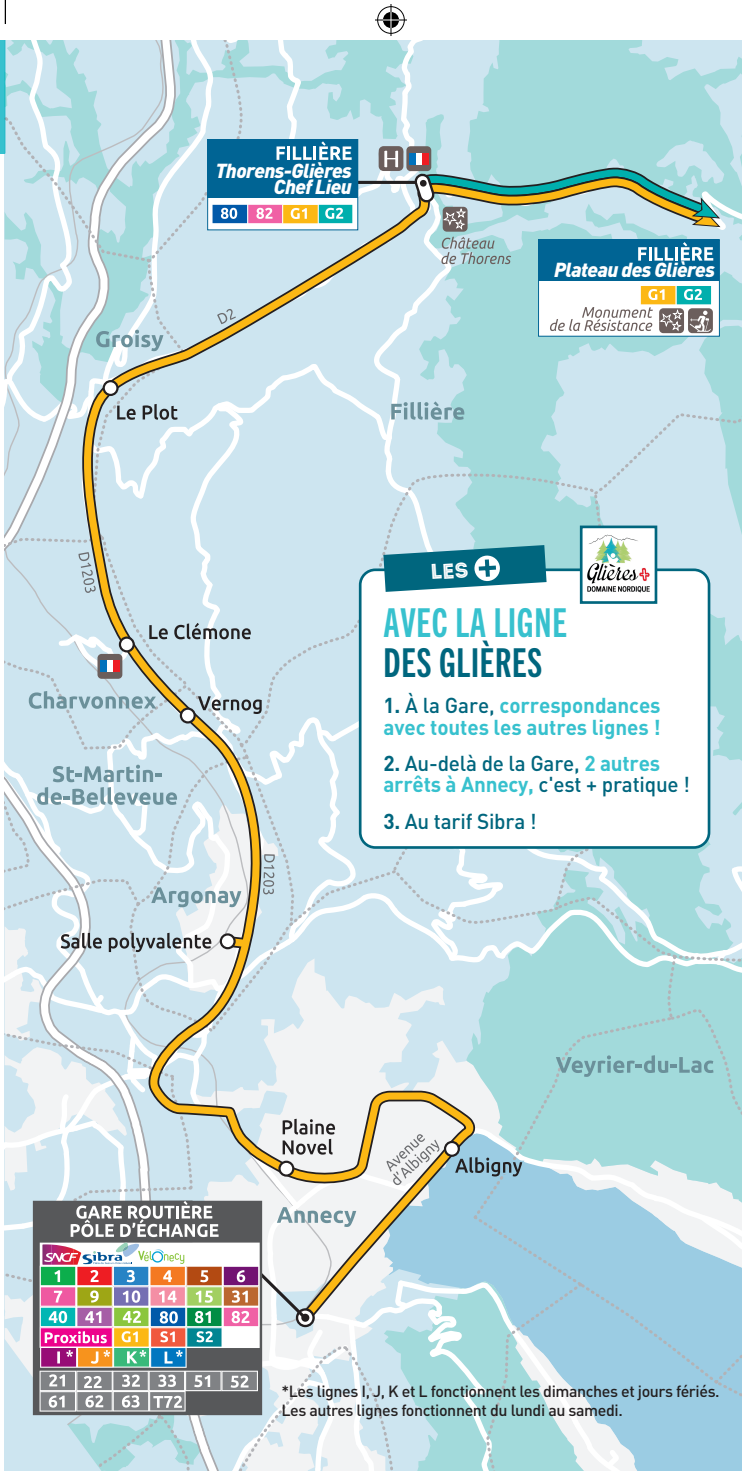 FILLIÈRE
Thorens-Glières
Chef Lieu
80 82 G1 G2
H
Château
de Thorens
FILLIÈRE
Plateau des Glières
G1 G2
Monument
de la Résistance
D2
Groisy
Le Plot
Fillière
D1203
LES +
Glières+
DOMAINE NORDIQUE
AVEC LA LIGNE
DES GLIÈRES
1. À la Gare, correspondances
avec toutes les autres lignes !
2. Au-delà de la Gare, 2 autres
arrêts à Annecy, c'est + pratique !
3. Au tarif Sibra !
Le Clémone
Charvonnex
Vernog
St-Martin-
de-Belleveue
D1203
Argonay
Salle polyvalente
Veyrier-du-Lac
Plaine
Novel
Avenue
d'Albigny
Albigny
Annecy
GARE ROUTIÈRE
PÔLE D'ÉCHANGE
SNCF Sibra VélOnecy
1 2 3 4 5 6
7 9 10 14 15 31
40 41 42 80 81 82
Proxibus G1 S1 S2
I* J* K* L*
21 22 32 33 51 52
61 62 63 T72
*Les lignes I, J, K et L fonctionnent les dimanches et jours fériés.
Les autres lignes fonctionnent du lundi au samedi.